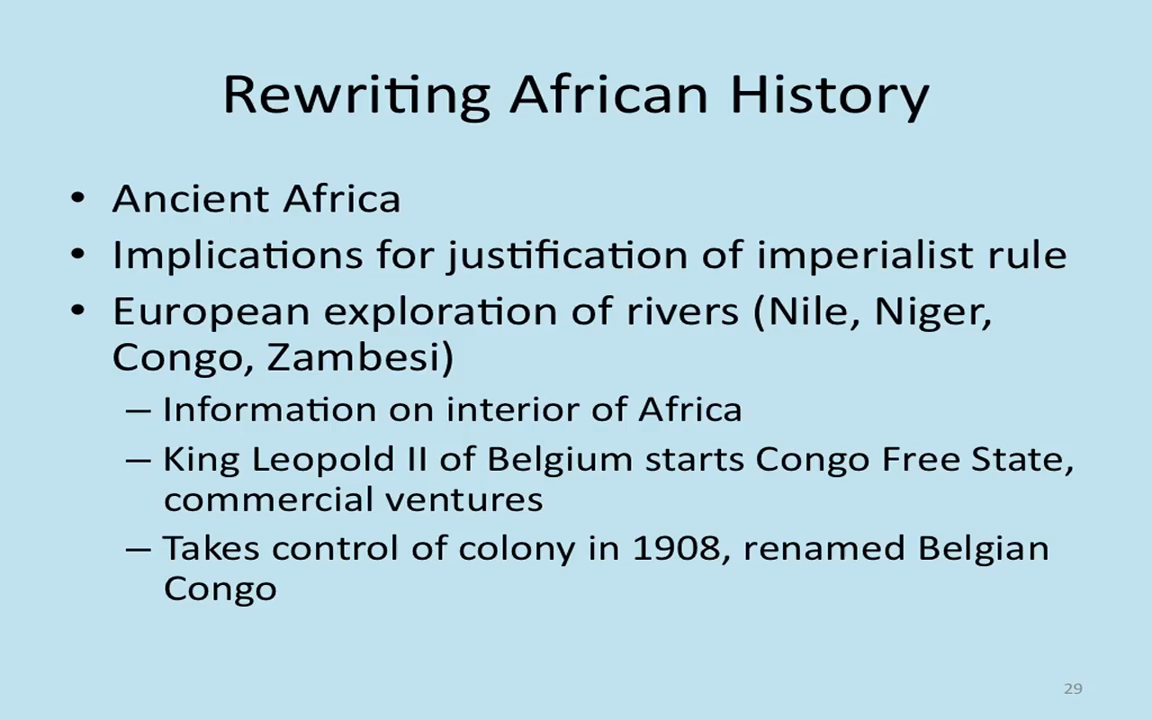 Rewriting African History
• Ancient Africa
• Implications for justification of imperialist rule
• European exploration of rivers (Nile, Niger,
Congo, Zambesi)
– Information on interior of Africa
– King Leopold II of Belgium starts Congo Free State,
commercial ventures
– Takes control of colony in 1908, renamed Belgian
Congo
29